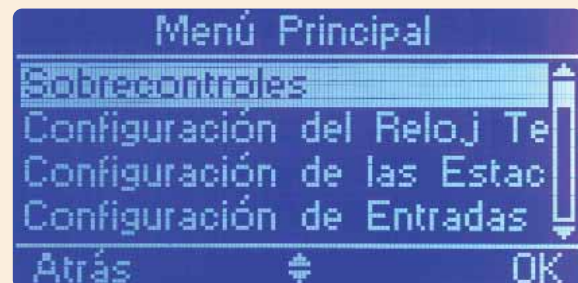 Menú Principal
Sobrecontroles
Configuración del Reloj Te
Configuración de las Estac
Configuración de Entradas
Atrás OK